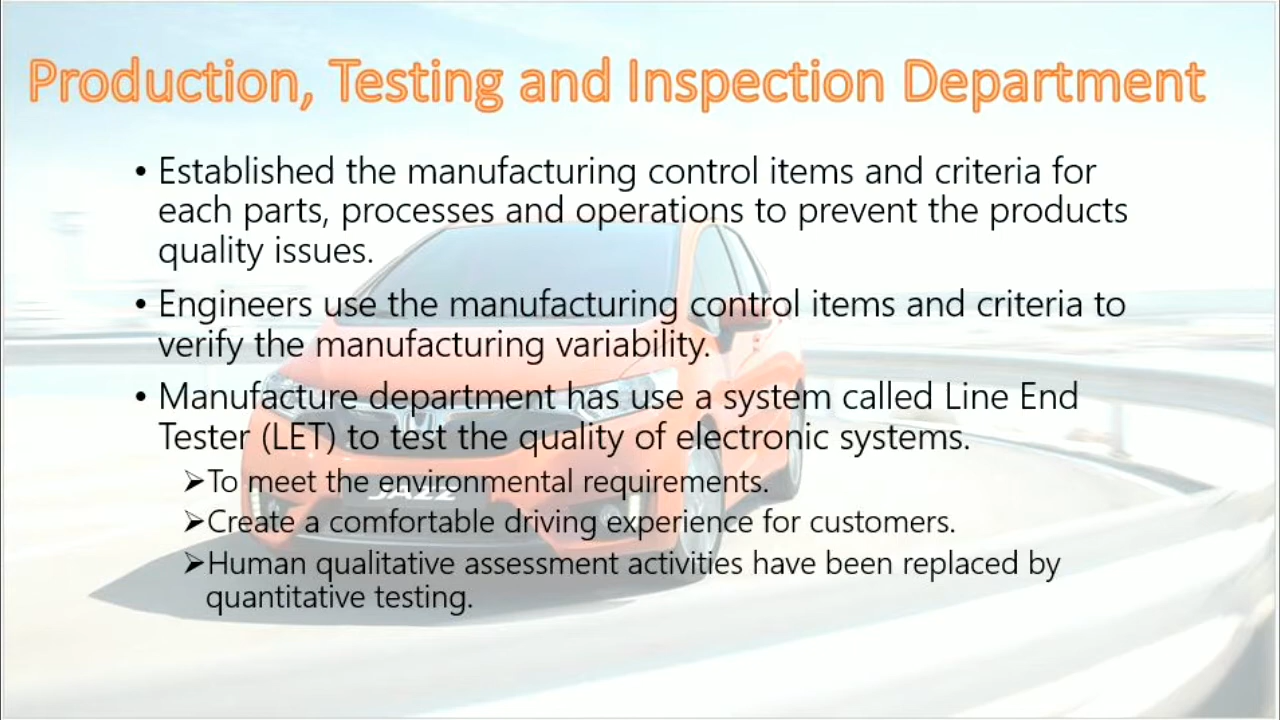 Production, Testing and Inspection Department
• Established the manufacturing control items and criteria for
each parts, processes and operations to prevent the products
quality issues.
• Engineers use the manufacturing control items and criteria to
verify the manufacturing variability.
• Manufacture department has use a system called Line End
Tester (LET) to test the quality of electronic systems.
➢To meet the environmental requirements.
➢Create a comfortable driving experience for customers.
➢Human qualitative assessment activities have been replaced by
quantitative testing.
JAZZ